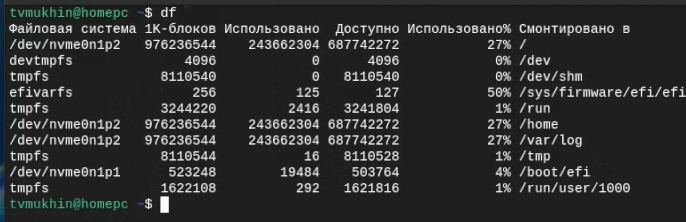 tvmukhin@homepc ~$ df
Файловая система 1K-блоков Использовано Доступно Использовано% Смонтировано в
/dev/nvme0n1p2 976236544 243662304 687742272 27% /
devtmpfs 4096 0 4096 0% /dev
tmpfs 8110540 0 8110540 0% /dev/shm
efivarfs 256 125 127 50% /sys/firmware/efi/efi
tmpfs 3244220 2416 3241804 1% /run
/dev/nvme0n1p2 976236544 243662304 687742272 27% /home
/dev/nvme0n1p2 976236544 243662304 687742272 27% /var/log
tmpfs 8110544 16 8110528 1% /tmp
/dev/nvme0n1p1 523248 19484 503764 4% /boot/efi
tmpfs 1622108 292 1621816 1% /run/user/1000
tvmukhin@homepc ~$